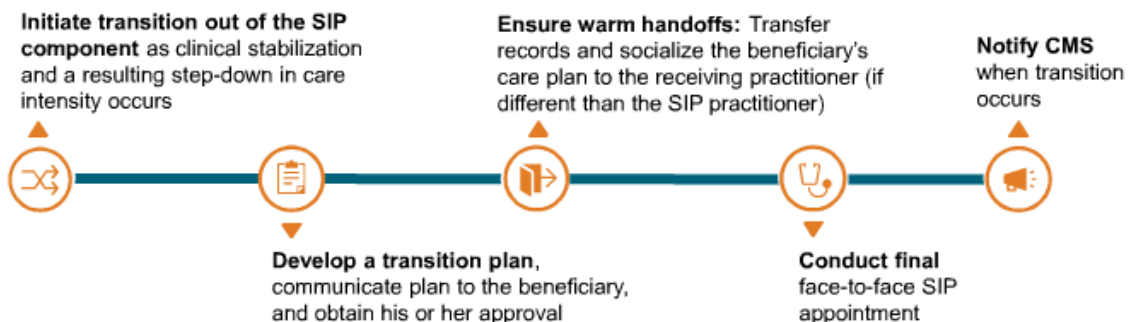 Initiate transition out of the SIP
component as clinical stabilization
and a resulting step-down in care
intensity occurs
Develop a transition plan,
communicate plan to the beneficiary,
and obtain his or her approval
Ensure warm handoffs: Transfer
records and socialize the beneficiary's
care plan to the receiving practitioner (if
different than the SIP practitioner)
Conduct final
face-to-face SIP
appointment
Notify CMS
when transition
occurs